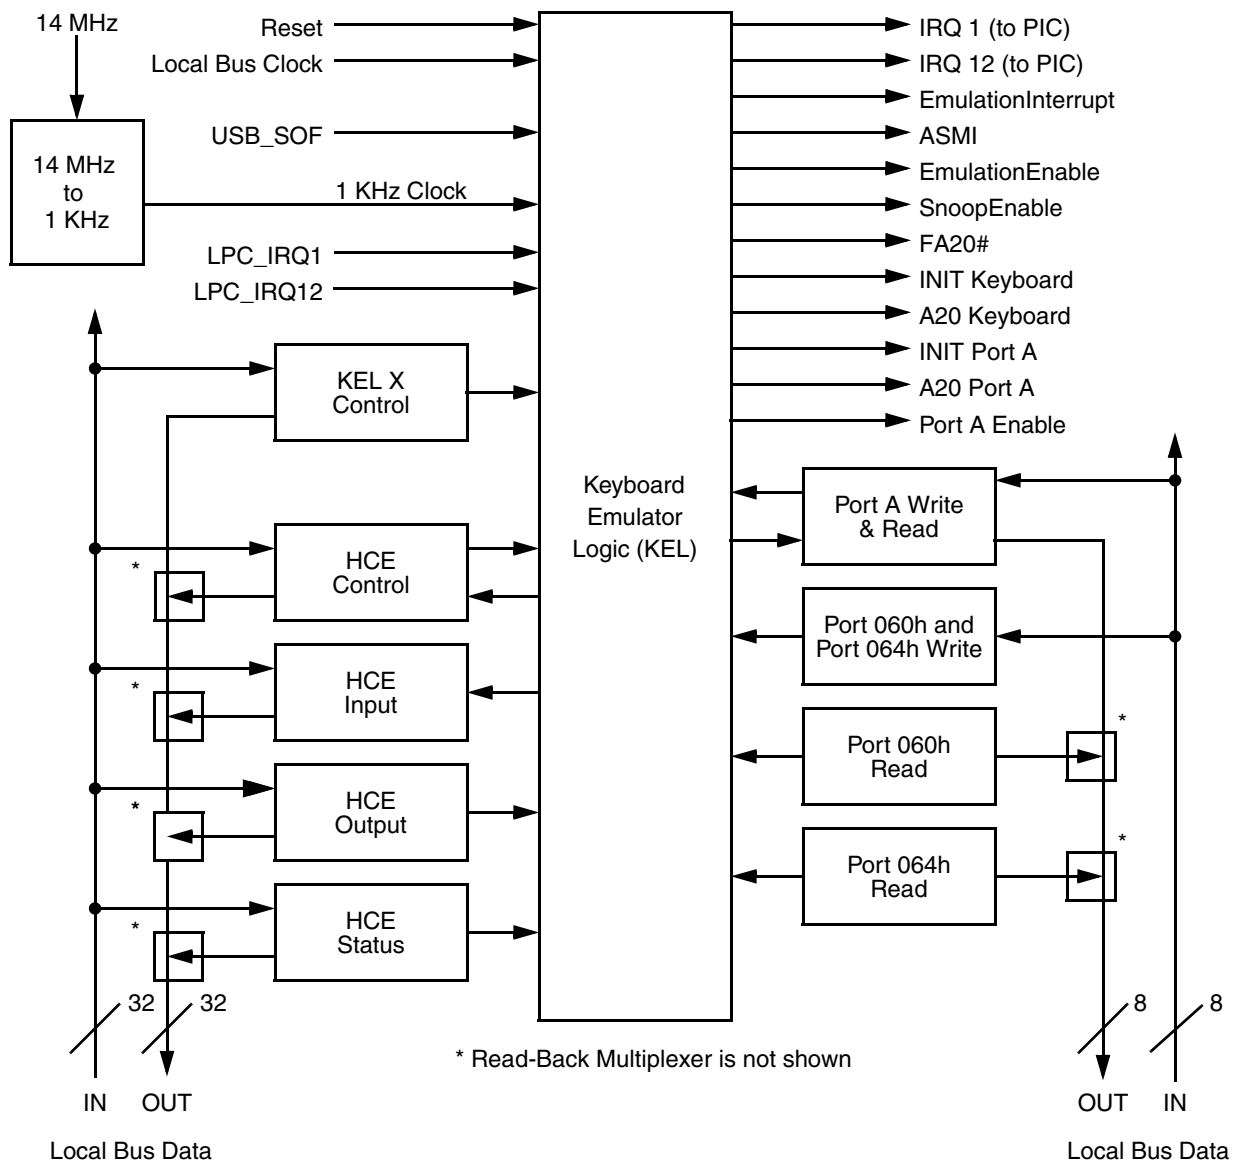 14 MHz
Reset
Local Bus Clock
USB_SOF
14 MHz
to
1 KHz
1 KHz Clock
LPC_IRQ1
LPC_IRQ12
IRQ 1 (to PIC)
IRQ 12 (to PIC)
EmulationInterrupt
ASMI
EmulationEnable
SnoopEnable
FA20#
INIT Keyboard
A20 Keyboard
INIT Port A
A20 Port A
Port A Enable
KEL X
Control
*
HCE
Control
*
HCE
Input
*
HCE
Output
*
HCE
Status
Keyboard
Emulator
Logic (KEL)
Port A Write
& Read
Port 060h and
Port 064h Write
Port 060h
Read
*
Port 064h
Read
*
32
32
8
8
* Read-Back Multiplexer is not shown
IN
OUT
OUT
IN
Local Bus Data
Local Bus Data